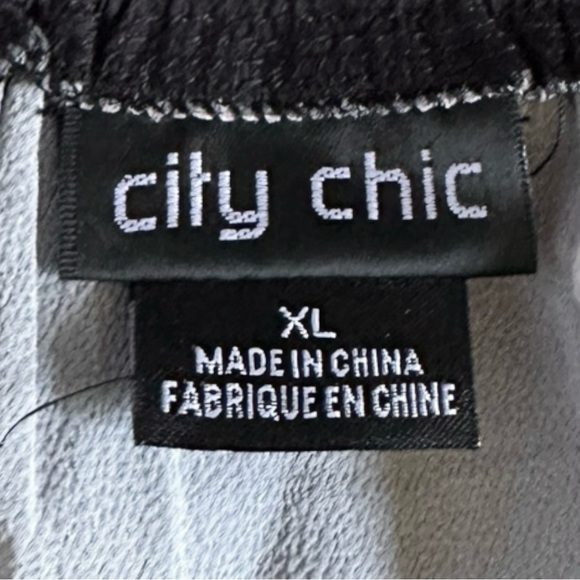 city chic
XL
MADE IN CHINA
FABRIQUE EN CHINE